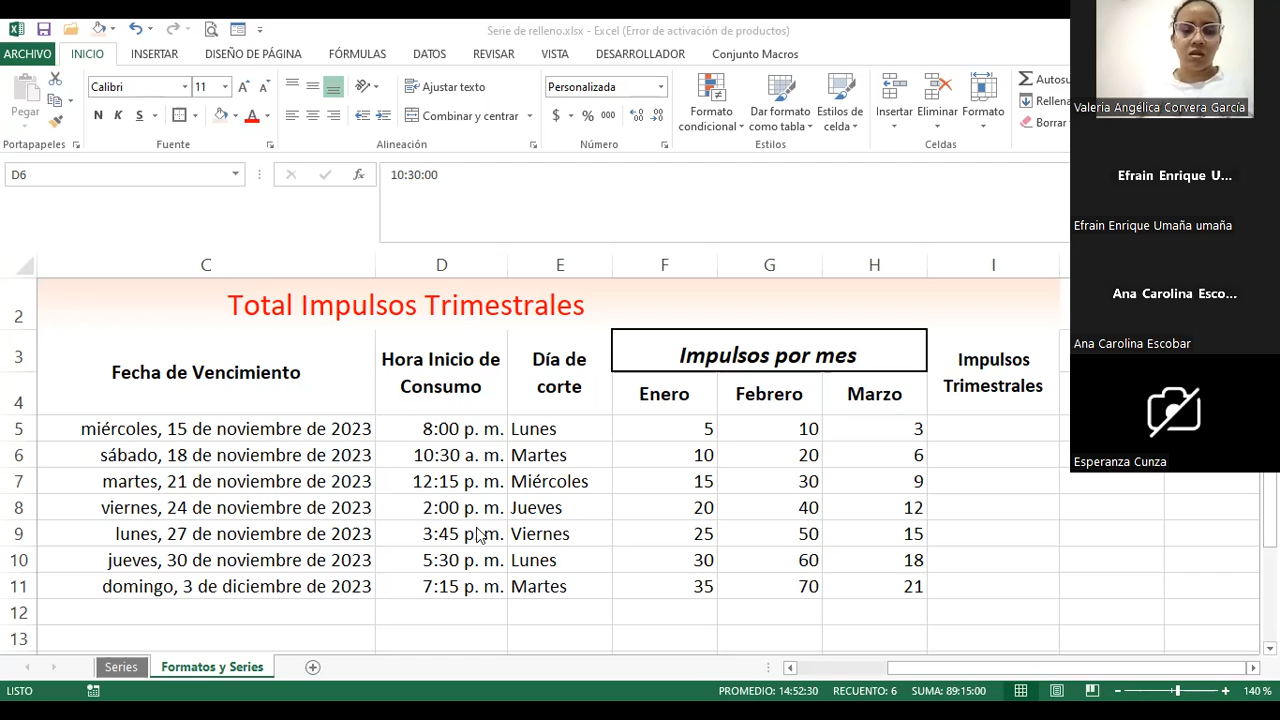 Serie de relleno.xlsx - Excel (Error de activación de productos)
ARCHIVO INICIO INSERTAR DISEÑO DE PÁGINA FÓRMULAS DATOS REVISAR VISTA DESARROLLADOR Conjunto Macros
Pegar
Calibri 11
N K S
Ajustar texto
Combinar y centrar
Personalizada
$ % 000
Formato condicional
Dar formato como tabla
Estilos de celda
Insertar
Eliminar
Formato
Autosu
Rellena
Borrar
Portapapeles Fuente Alineación Número Estilos Celdas
D6 fx 10:30:00
C D E F G H I
2 Total Impulsos Trimestrales
3 Fecha de Vencimiento Hora Inicio de Consumo Día de corte Impulsos por mes Impulsos Trimestrales
4 Enero Febrero Marzo
5 miércoles, 15 de noviembre de 2023 8:00 p. m. Lunes 5 10 3
6 sábado, 18 de noviembre de 2023 10:30 a. m. Martes 10 20 6
7 martes, 21 de noviembre de 2023 12:15 p. m. Miércoles 15 30 9
8 viernes, 24 de noviembre de 2023 2:00 p. m. Jueves 20 40 12
9 lunes, 27 de noviembre de 2023 3:45 p. m. Viernes 25 50 15
10 jueves, 30 de noviembre de 2023 5:30 p. m. Lunes 30 60 18
11 domingo, 3 de diciembre de 2023 7:15 p. m. Martes 35 70 21
12
13
Series Formatos y Series
LISTO PROMEDIO: 14:52:30 RECUENTO: 6 SUMA: 89:15:00 140 %
Valeria Angélica Corvera García
Efrain Enrique U...
Efrain Enrique Umaña umaña
Ana Carolina Esco...
Ana Carolina Escobar
Esperanza Cunza